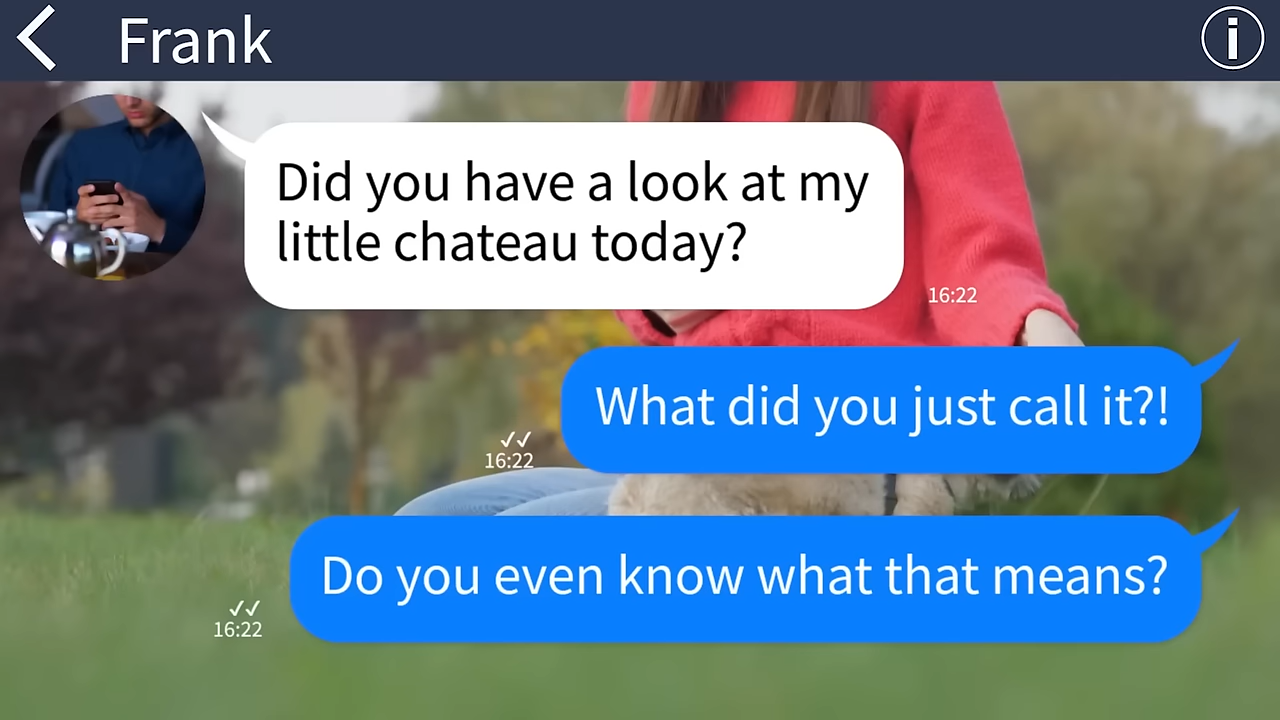 Frank
Did you have a look at my
little chateau today?
16:22
What did you just call it?!
16:22
Do you even know what that means?
16:22